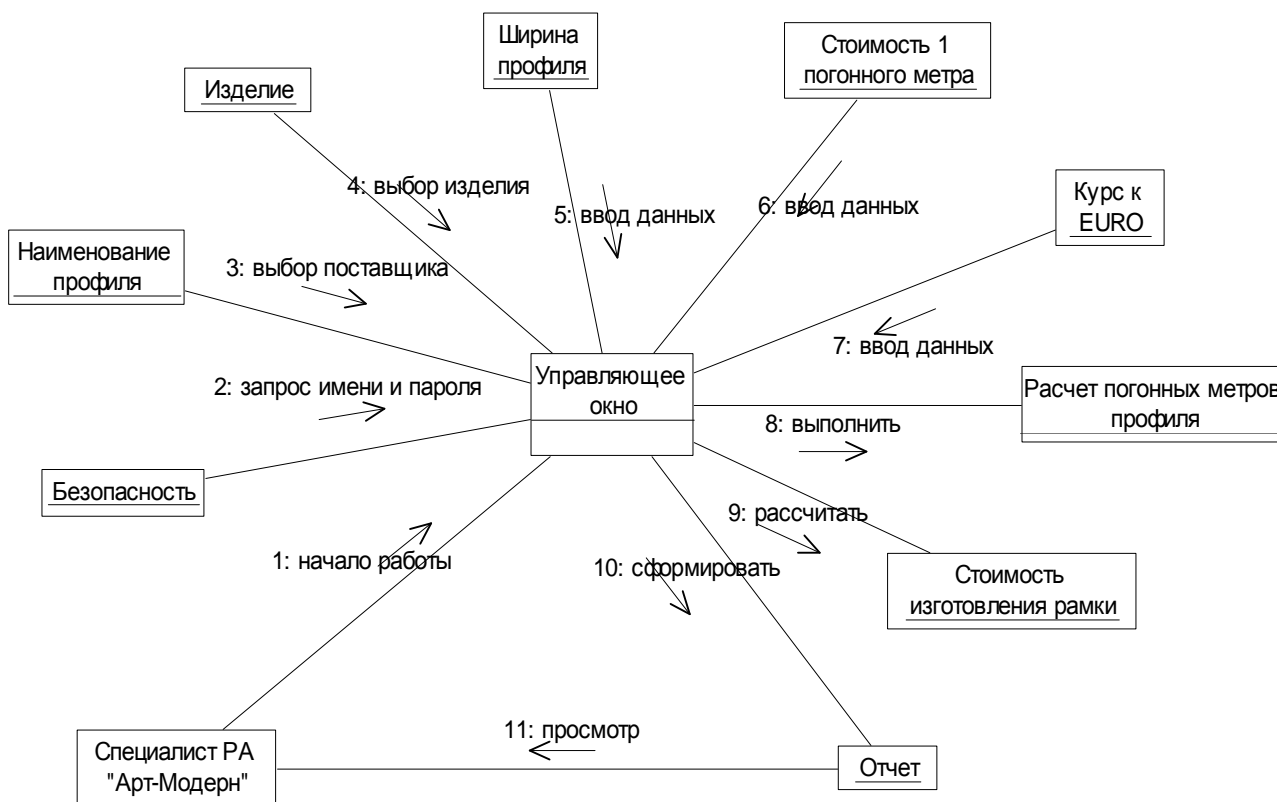 Ширина
профиля
Стоимость 1
погонного метра
Изделие
4: выбор изделия
5: ввод данных
6: ввод данных
Курс к
EURO
Наименование
профиля
3: выбор поставщика
7: ввод данных
2: запрос имени и пароля
Управляющее
окно
Расчет погонных метров
профиля
8: выполнить
Безопасность
9: рассчитать
1: начало работы
10: сформировать
Стоимость
изготовления рамки
11: просмотр
Специалист РА
"Арт-Модерн"
Отчет